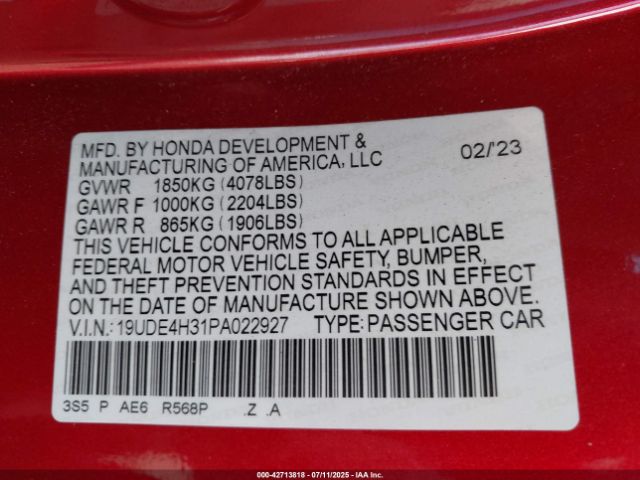 MFD. BY HONDA DEVELOPMENT &
MANUFACTURING OF AMERICA, LLC 02/'23
GVWR 1850KG (4078LBS)
GAWR F 1000KG (2204LBS)
GAWR R 865KG (1906LBS)
THIS VEHICLE CONFORMS TO ALL APPLICABLE
FEDERAL MOTOR VEHICLE SAFETY, BUMPER,
AND THEFT PREVENTION STANDARDS IN EFFECT
ON THE DATE OF MANUFACTURE SHOWN ABOVE.
V.I.N.:19UDE4H31PA022927 TYPE:PASSENGER CAR
3S5 P AE6 R568P .Z .A
000-42713818 - 07/11/2025 - IAA Inc.